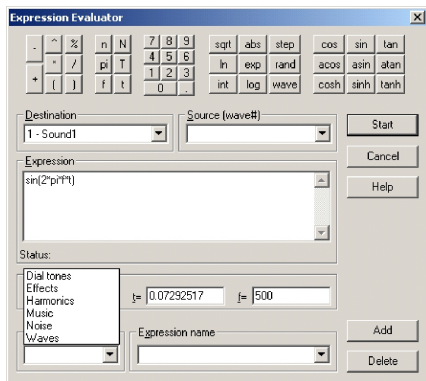 Expression Evaluator
- ^ % n N 7 8 9 sqrt abs step cos sin tan
* / pi T 4 5 6 ln exp rand acos asin atan
+ ( ) f t 1 2 3 int log wave cosh sinh tanh
0 .
Destination
1 - Sound1
Source (wave#)
Start
Cancel
Help
Expression
sin(2*pi*f*t)
Status:
Dial tones
Effects
Harmonics
Music
Noise
Waves
t= 0.07292517 f= 500
Expression name
Add
Delete